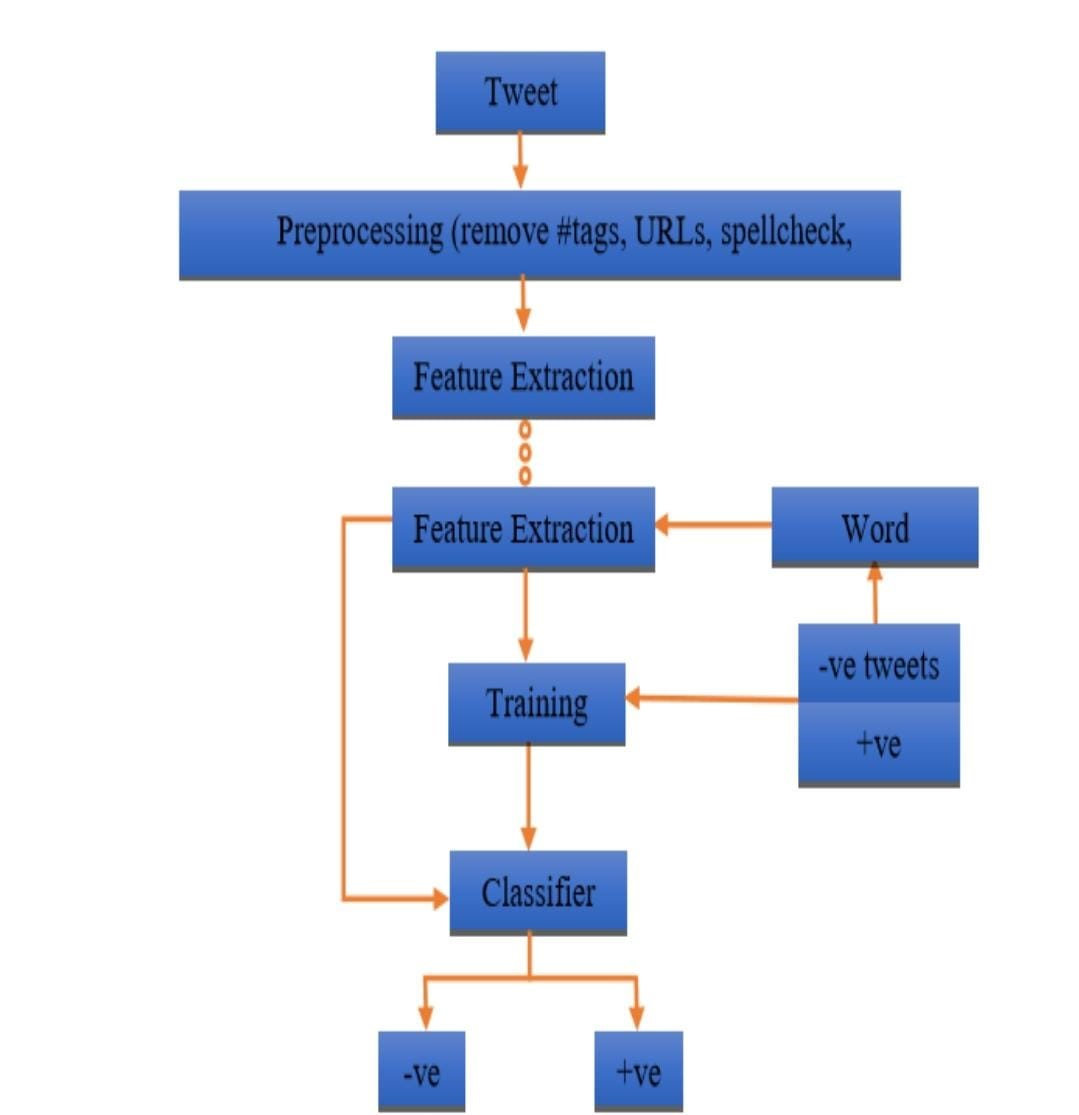 Tweet
Preprocessing (remove #tags, URLs, spellcheck,
Feature Extraction
Feature Extraction
Word
-ve tweets
Training
+ve
Classifier
-ve
+ve